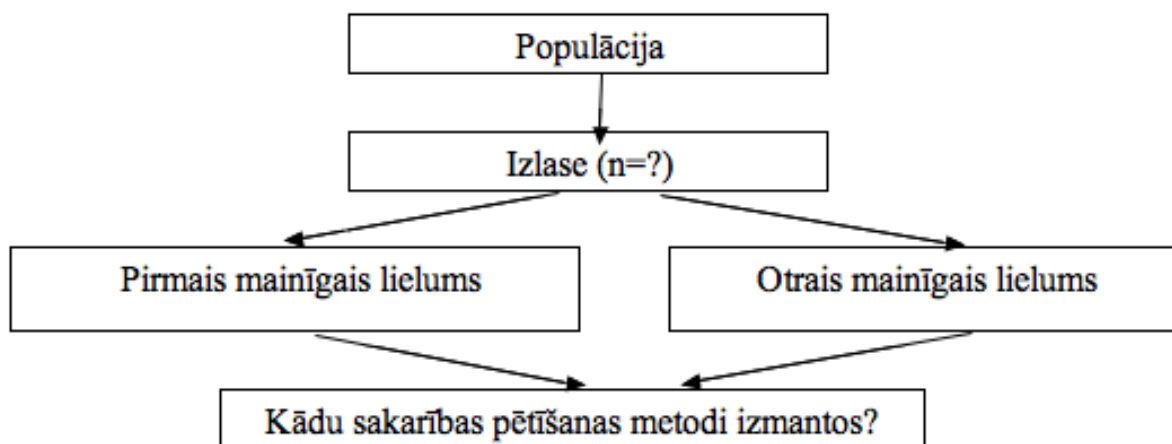 Populācija
Izlase (n=?)
Pirmais mainīgais lielums
Otrais mainīgais lielums
Kādu sakarības pētīšanas metodi izmantos?